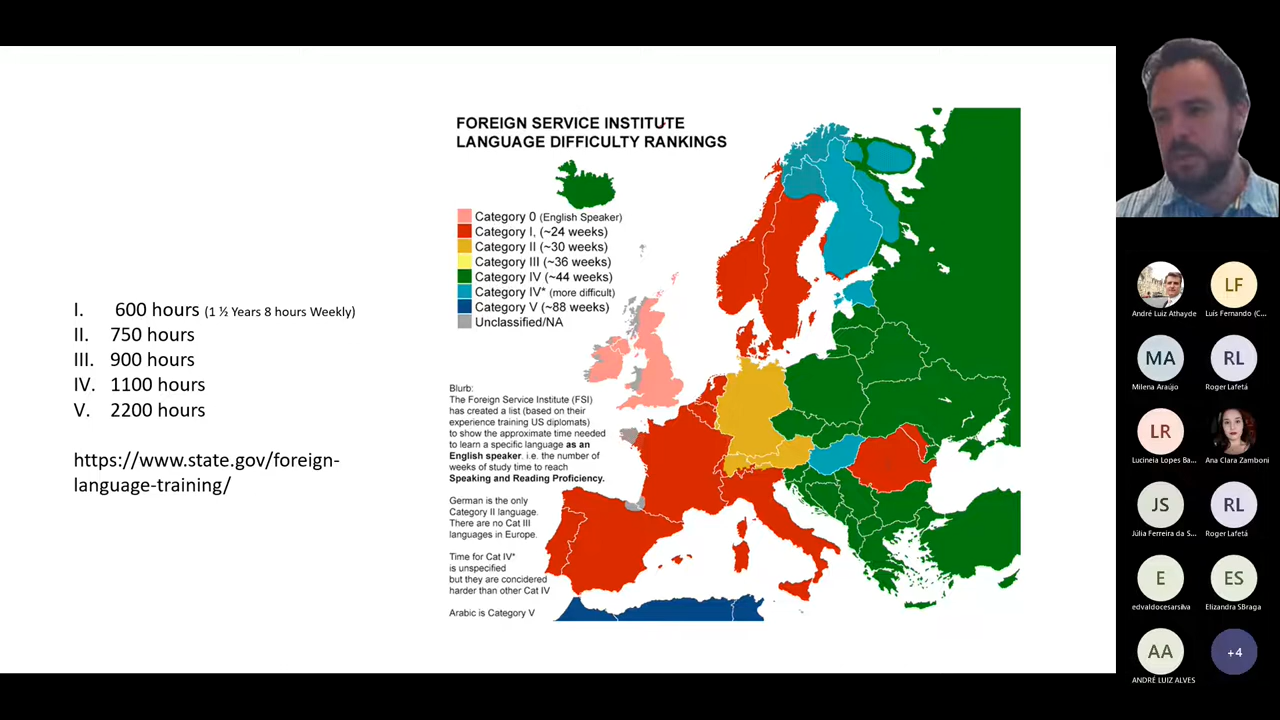 FOREIGN SERVICE INSTITUTE
LANGUAGE DIFFICULTY RANKINGS
Category 0 (English Speaker)
Category I, (~24 weeks)
Category II (~30 weeks)
Category III (~36 weeks)
Category IV (~44 weeks)
Category IV* (more difficult)
Category V (~88 weeks)
Unclassified/NA
I. 600 hours (1 ½ Years 8 hours Weekly)
II. 750 hours
III. 900 hours
IV. 1100 hours
V. 2200 hours
https://www.state.gov/foreign-
language-training/
Blurb:
The Foreign Service Institute (FSI)
has created a list (based on their
experience training US diplomats)
to show the approximate time needed
to learn a specific language as an
English speaker. i.e. the number of
weeks of study time to reach
Speaking and Reading Proficiency.
German is the only
Category II language.
There are no Cat III
languages in Europe.
Time for Cat IV*
is unspecified
but they are concidered
harder than other Cat IV
Arabic is Category V
André Luiz Athayde
LF
Luís Fernando (C...
MA
Milena Araújo
RL
Roger Lafetá
LR
Lucineia Lopes Ba...
Ana Clara Zamboni
JS
Júlia Ferreira da S...
RL
Roger Lafetá
E
edvaldocesarsilva
ES
Elizandra SBraga
AA
ANDRÉ LUIZ ALVES
+4